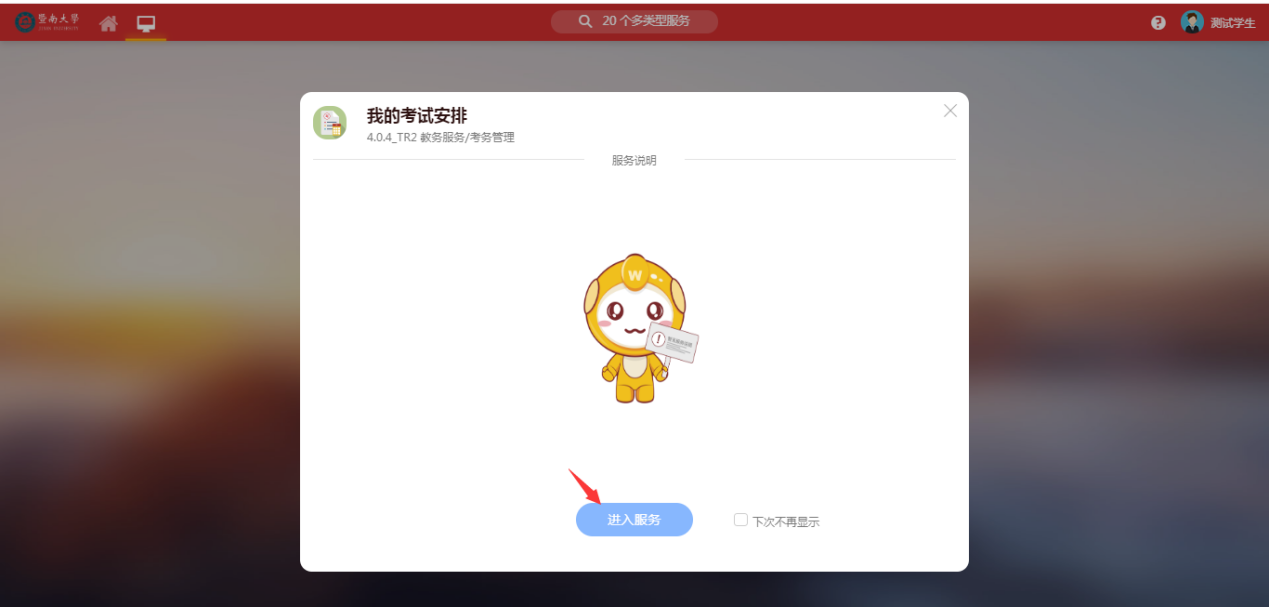 暨南大學
JINAN UNIVERSITY
20 个多类型服务
测试学生
我的考试安排
4.0.4_TR2 教务服务/考务管理
服务说明
W
进入服务
下次不再显示